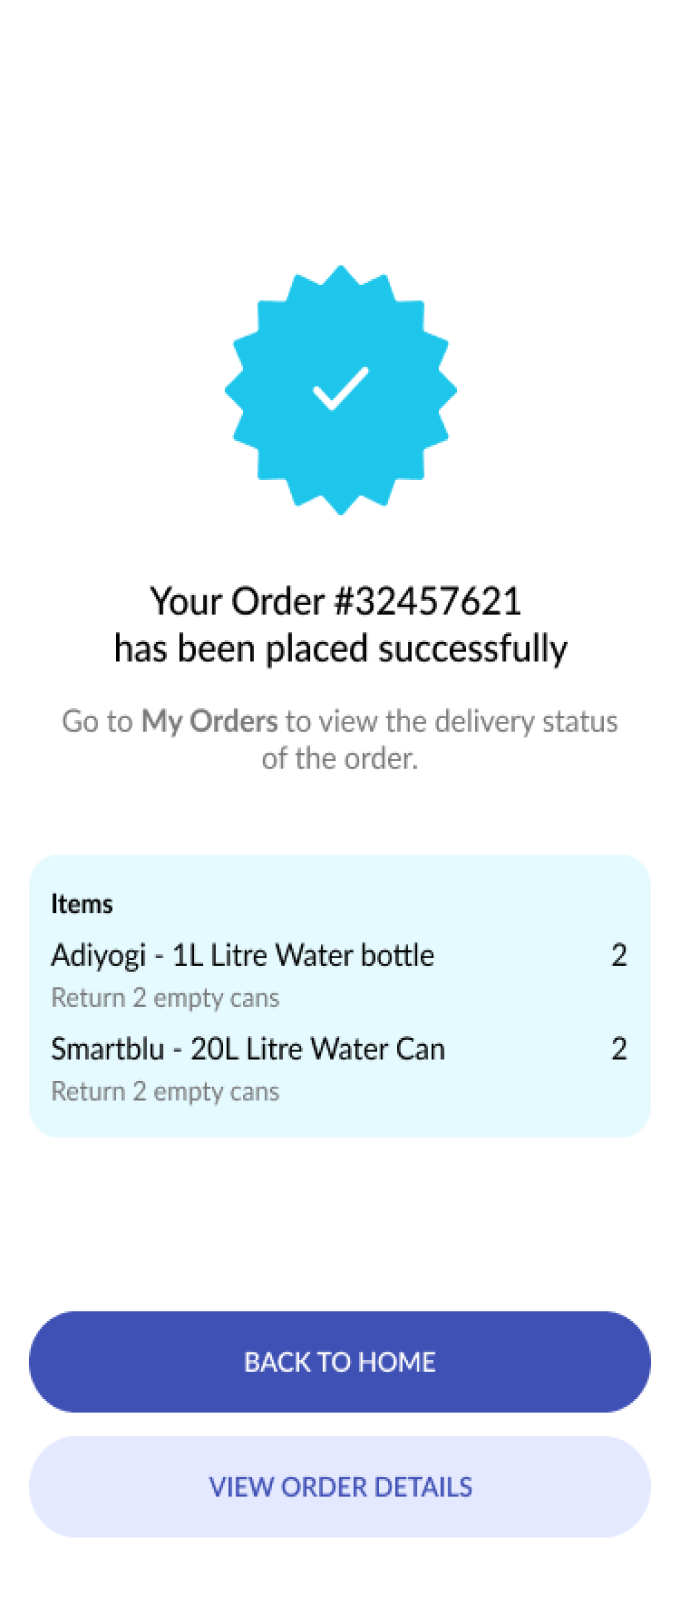 Your Order #32457621
has been placed successfully
Go to My Orders to view the delivery status
of the order.
Items
Adiyogi - 1L Litre Water bottle 2
Return 2 empty cans
Smartblu - 20L Litre Water Can 2
Return 2 empty cans
BACK TO HOME
VIEW ORDER DETAILS